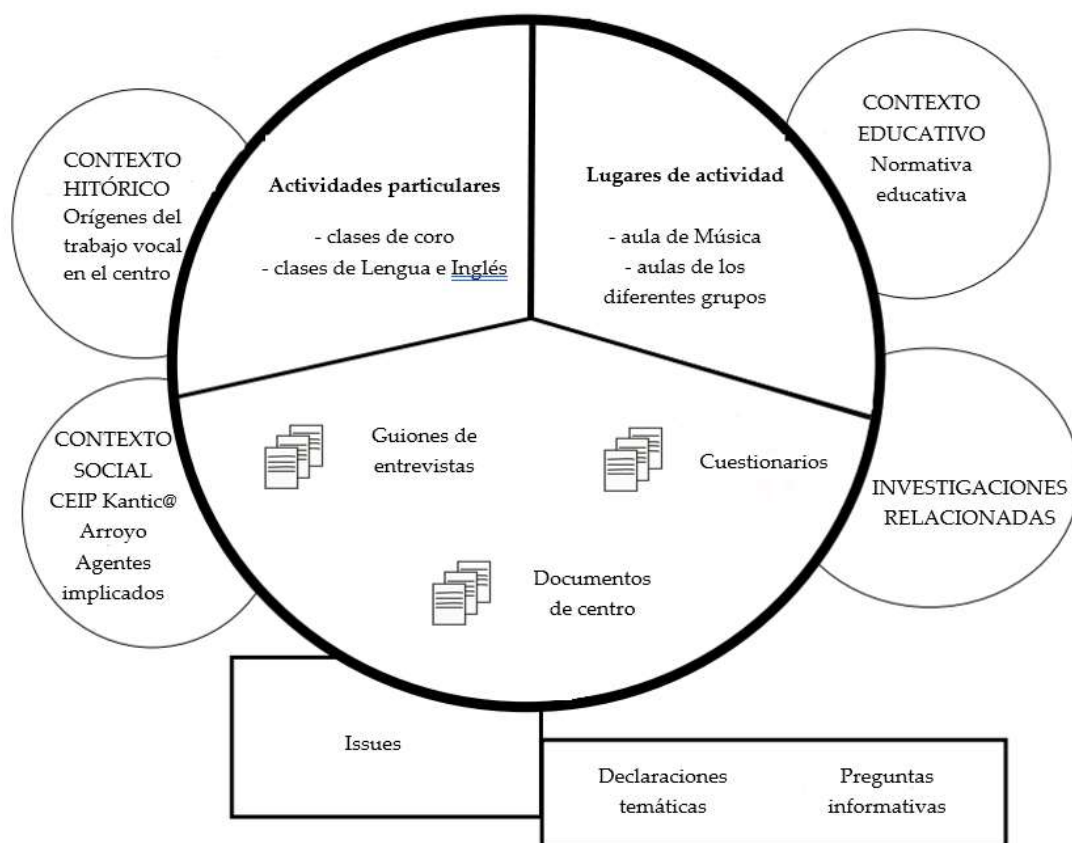 CONTEXTO
HITÓRICO
Orígenes del
trabajo vocal
en el centro
Actividades particulares
- clases de coro
- clases de Lengua e Inglés
Lugares de actividad
- aula de Música
- aulas de los
diferentes grupos
CONTEXTO
EDUCATIVO
Normativa
educativa
CONTEXTO
SOCIAL
CEIP Kantic@
Arroyo
Agentes
implicados
Guiones de
entrevistas
Cuestionarios
Documentos
de centro
INVESTIGACIONES
RELACIONADAS
Issues
Declaraciones
temáticas
Preguntas
informativas